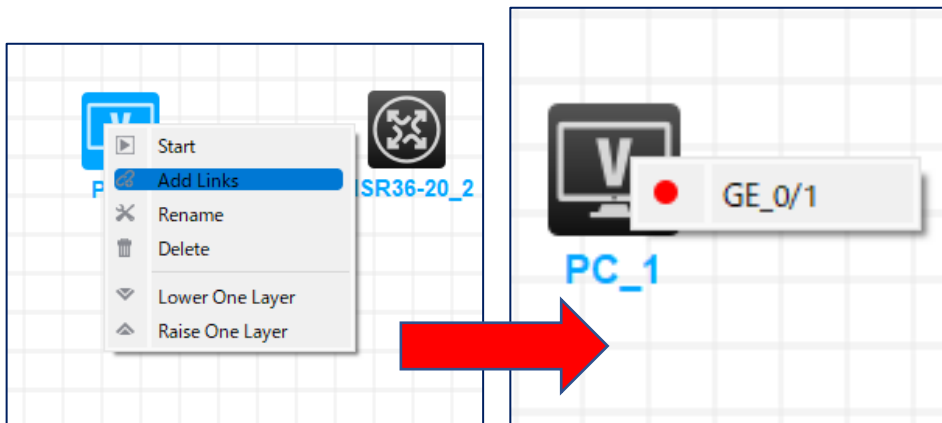 V
Start
Add Links
Rename
Delete
Lower One Layer
Raise One Layer
P
SR36-20_2
V
GE_0/1
PC_1